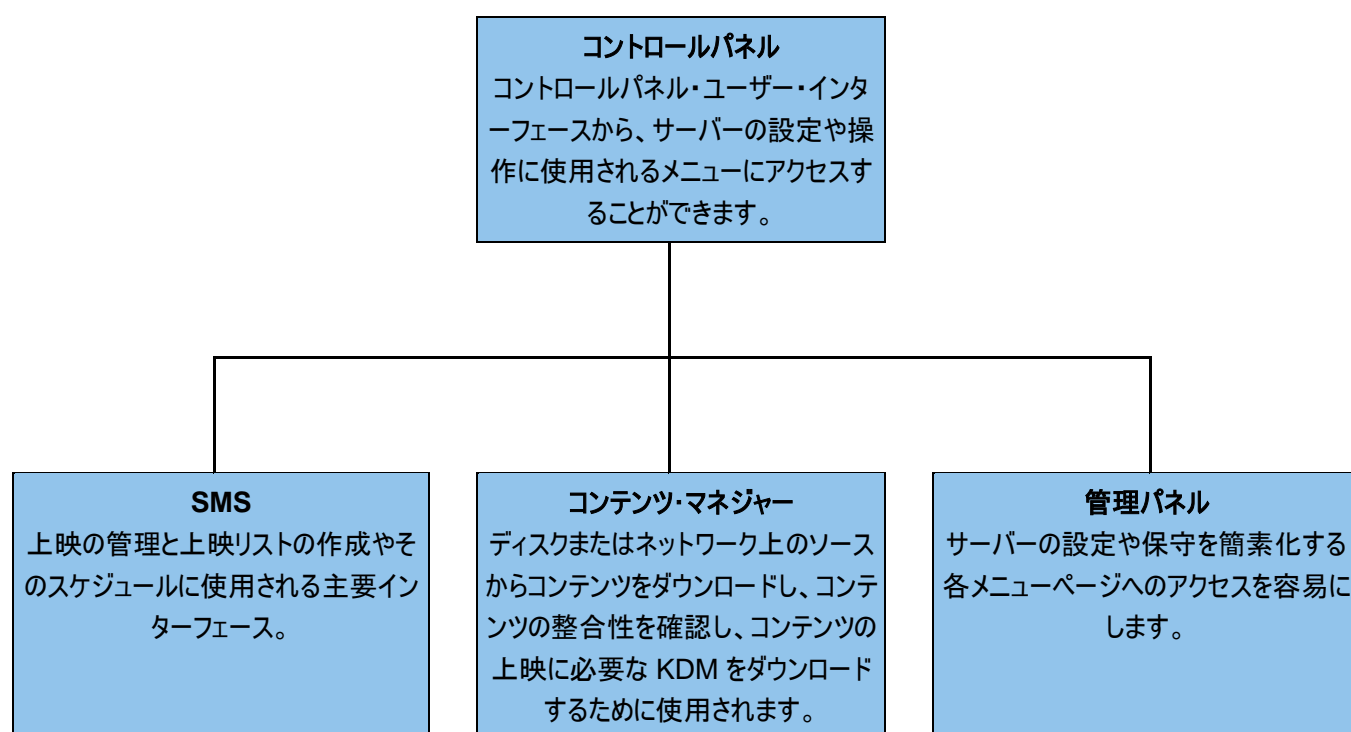 コントロールパネル
コントロールパネル・ユーザー・インタ
ーフェースから、サーバーの設定や操
作に使用されるメニューにアクセスす
ることができます。
SMS
上映の管理と上映リストの作成やそ
のスケジュールに使用される主要イン
ターフェース。
コンテンツ・マネジャー
ディスクまたはネットワーク上のソース
からコンテンツをダウンロードし、コンテ
ンツの整合性を確認し、コンテンツの
上映に必要な KDM をダウンロード
するために使用されます。
管理パネル
サーバーの設定や保守を簡素化する
各メニューページへのアクセスを容易に
します。